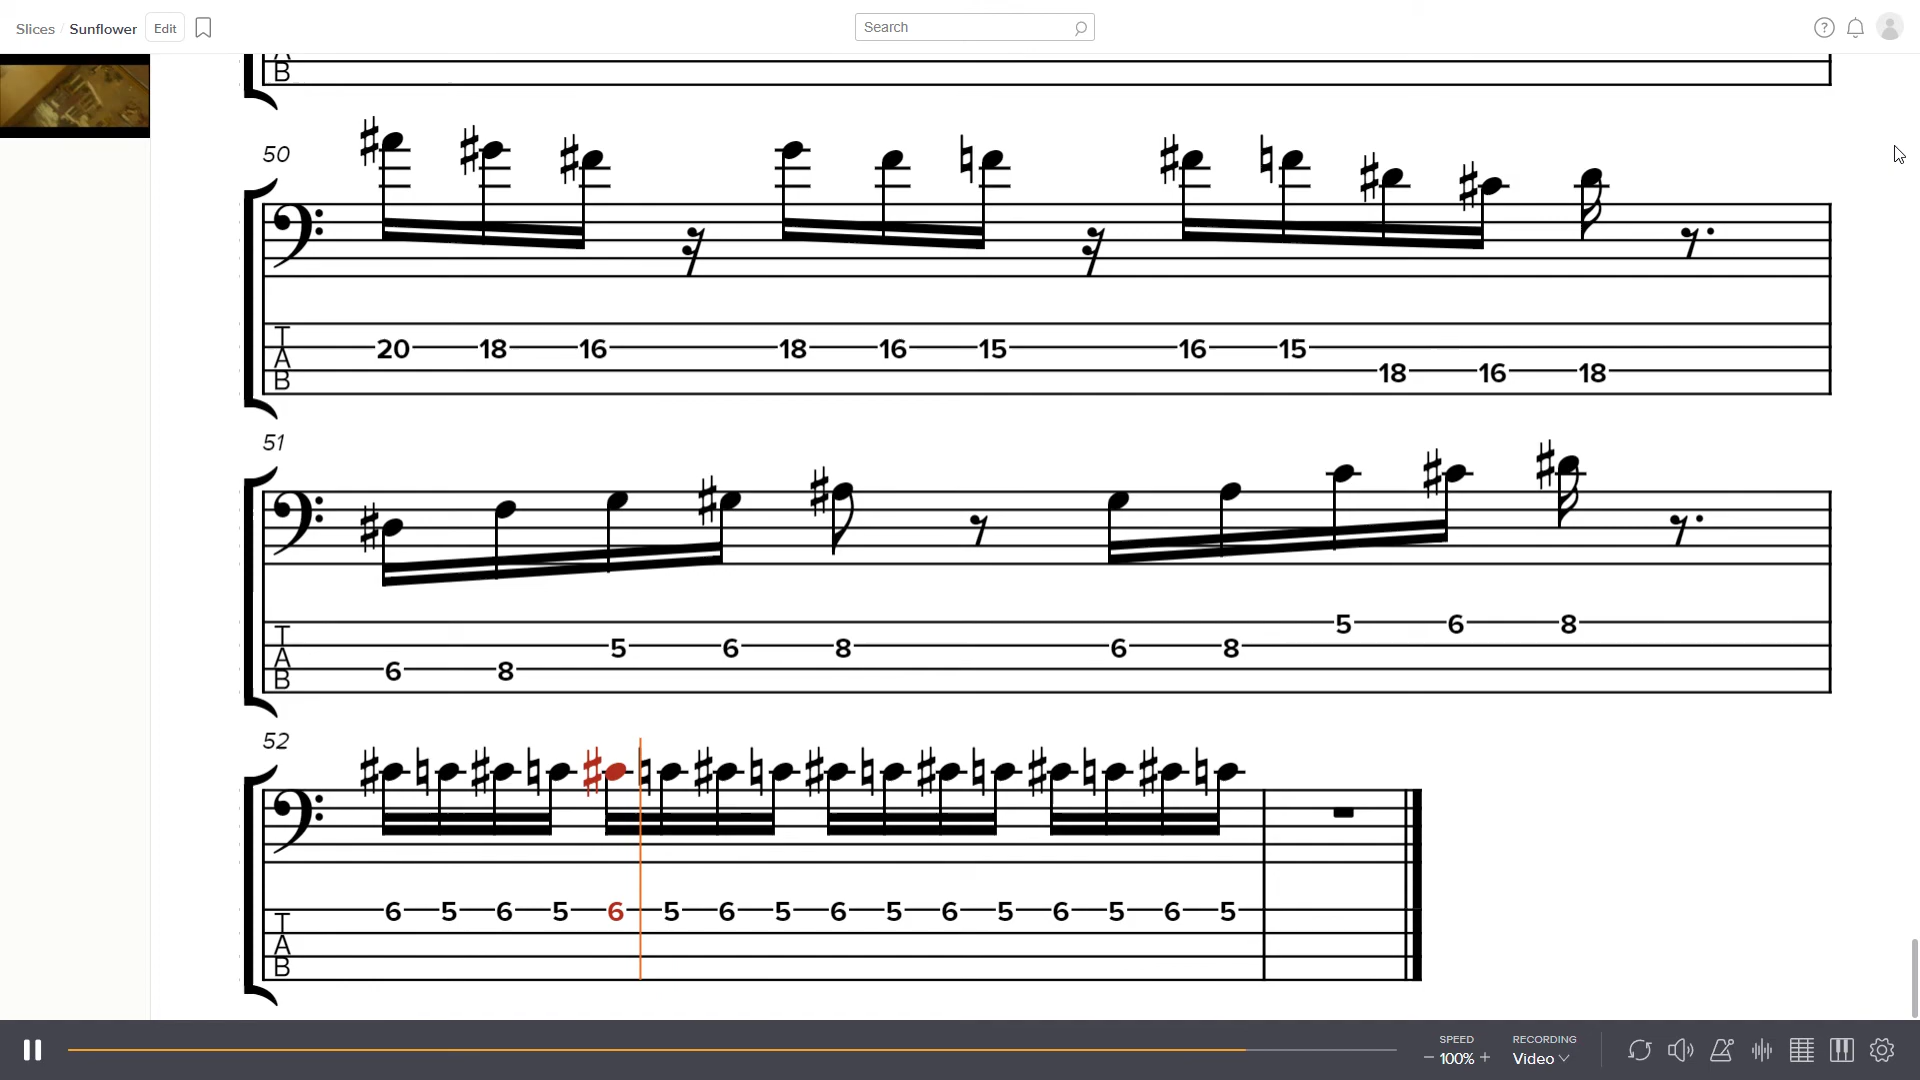 Slices / Sunflower Edit
Search
?
A
B
50
T
A
B
20 18 16 18 16 15 16 15
18 16 18
51
T
A
B
5 6 8
5 6 8 6 8
6 8
52
T
A
B
6 5 6 5 6 5 6 5 6 5 6 5 6 5 6 5
SPEED
− 100% +
RECORDING
Video